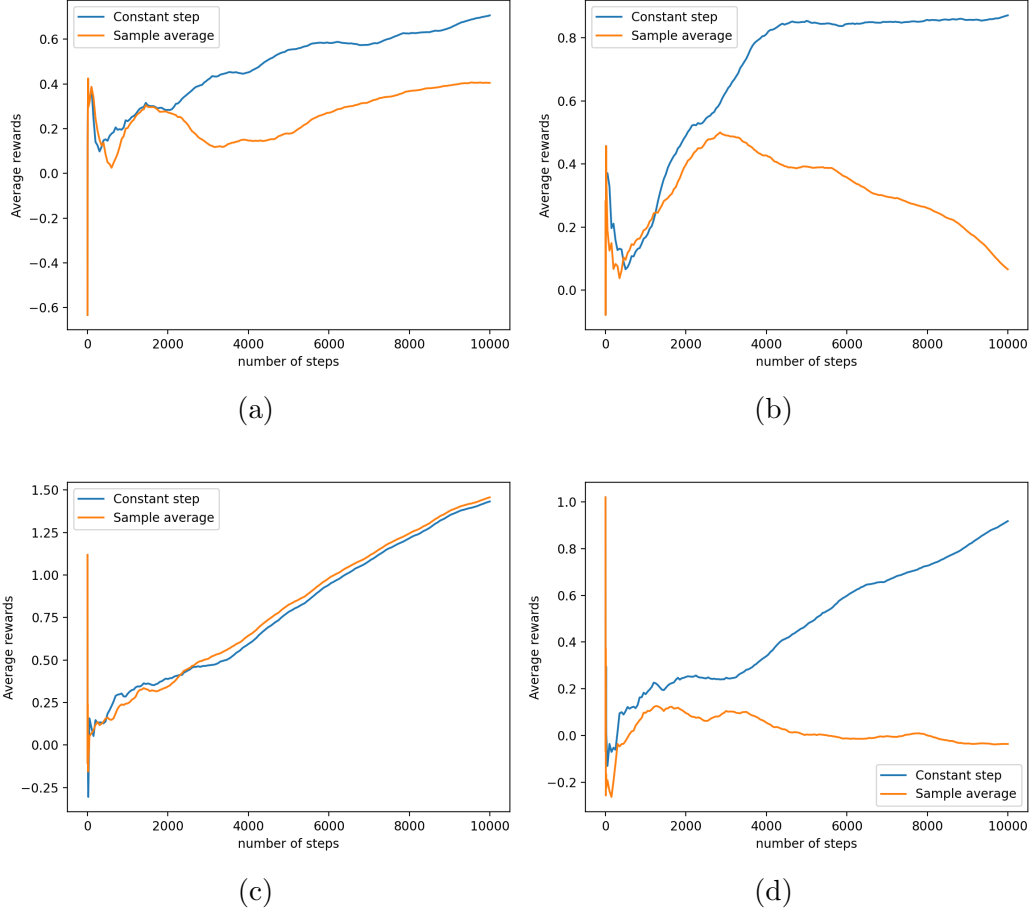 Constant step
Sample average
Average rewards
0.6
0.4
0.2
0.0
−0.2
−0.4
−0.6
0 2000 4000 6000 8000 10000
number of steps
(a)
Constant step
Sample average
Average rewards
0.8
0.6
0.4
0.2
0.0
0 2000 4000 6000 8000 10000
number of steps
(b)
Constant step
Sample average
Average rewards
1.50
1.25
1.00
0.75
0.50
0.25
0.00
−0.25
0 2000 4000 6000 8000 10000
number of steps
(c)
Average rewards
1.0
0.8
0.6
0.4
0.2
0.0
−0.2
Constant step
Sample average
0 2000 4000 6000 8000 10000
number of steps
(d)